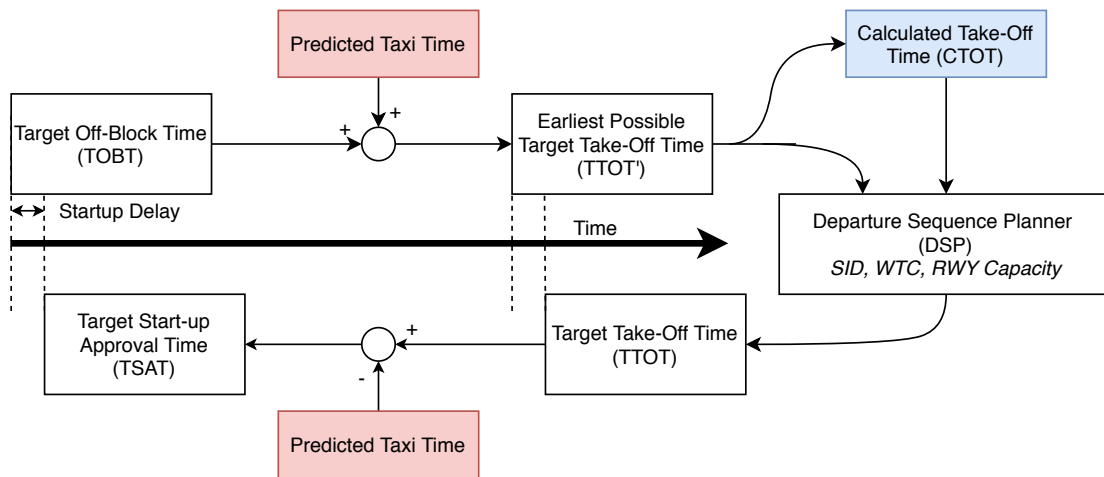 Predicted Taxi Time
Calculated Take-Off
Time (CTOT)
Target Off-Block Time
(TOBT)
+
+
Earliest Possible
Target Take-Off Time
(TTOT')
Startup Delay
Time
Departure Sequence Planner
(DSP)
SID, WTC, RWY Capacity
Target Start-up
Approval Time
(TSAT)
+
-
Target Take-Off Time
(TTOT)
Predicted Taxi Time